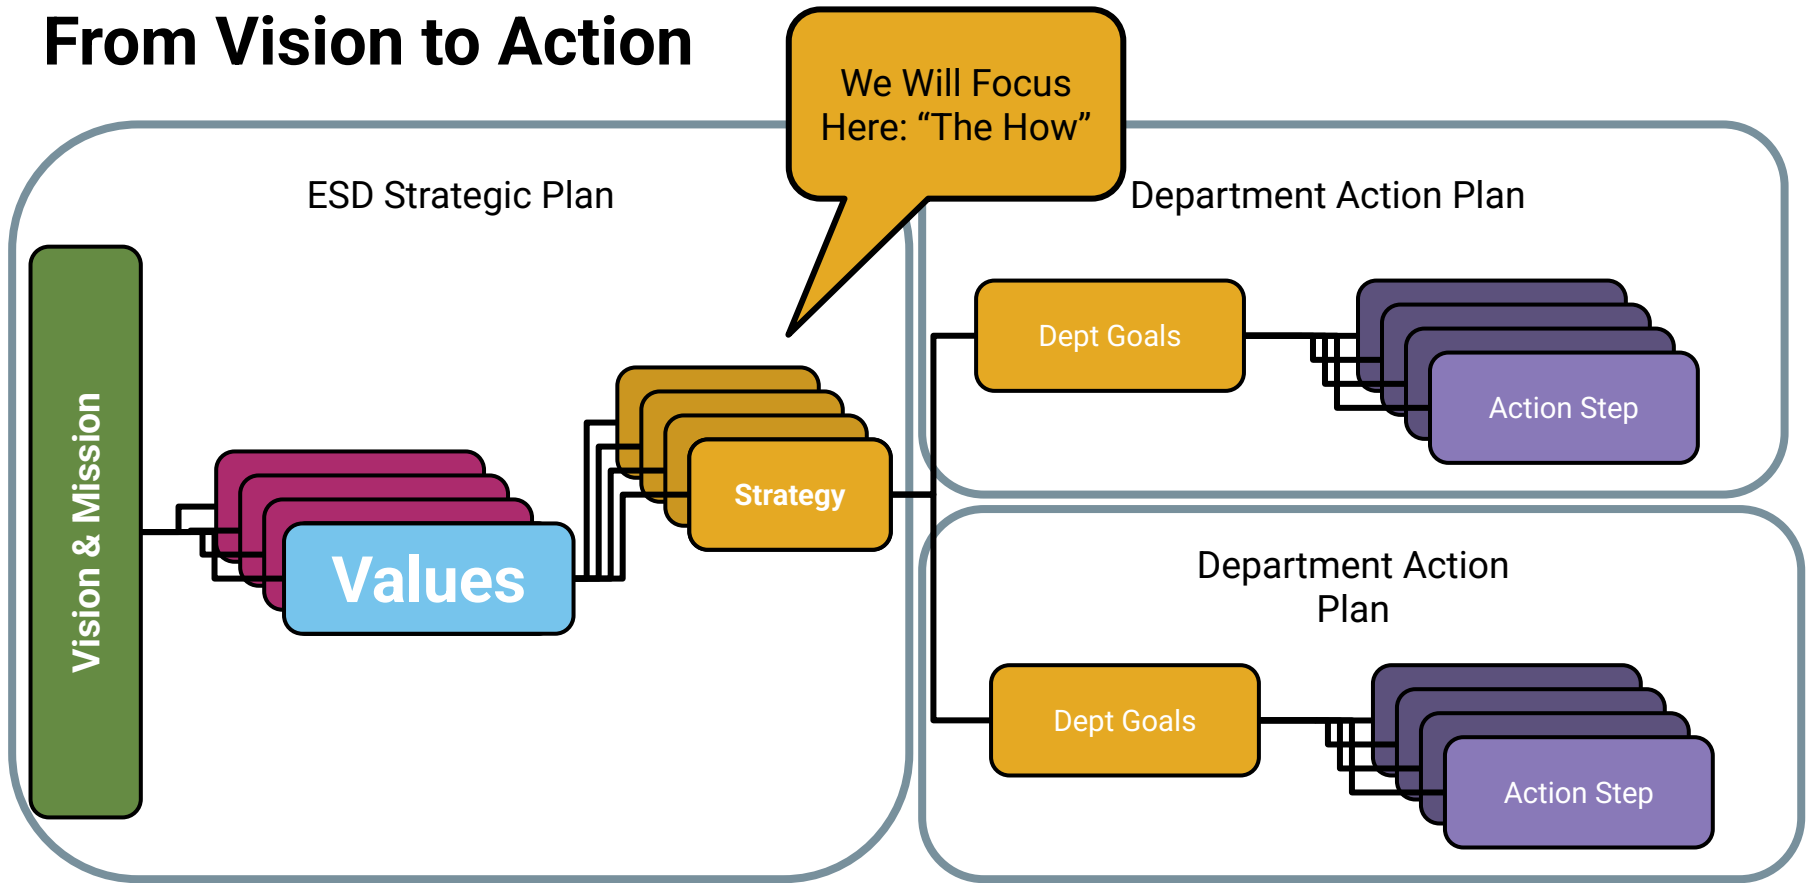 From Vision to Action
We Will Focus
Here: “The How”
ESD Strategic Plan
Vision & Mission
Values
Strategy
Department Action Plan
Dept Goals
Action Step
Department Action
Plan
Dept Goals
Action Step